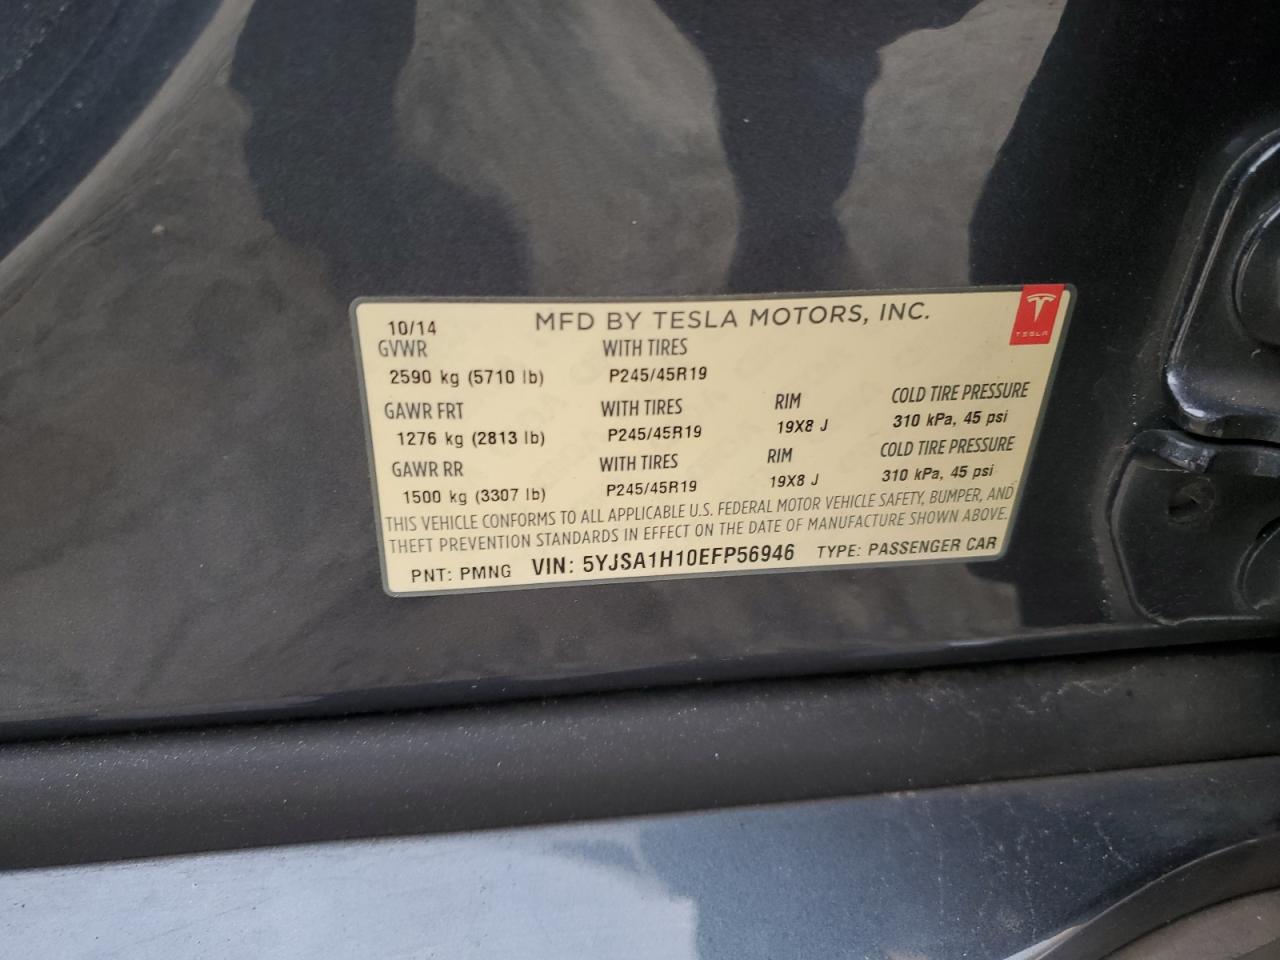 10/14 MFD BY TESLA MOTORS, INC. TESLA
GVWR WITH TIRES
2590 kg (5710 lb) P245/45R19
GAWR FRT WITH TIRES RIM COLD TIRE PRESSURE
1276 kg (2813 lb) P245/45R19 19X8 J 310 kPa, 45 psi
GAWR RR WITH TIRES RIM COLD TIRE PRESSURE
1500 kg (3307 lb) P245/45R19 19X8 J 310 kPa, 45 psi
THIS VEHICLE CONFORMS TO ALL APPLICABLE U.S. FEDERAL MOTOR VEHICLE SAFETY, BUMPER, AND
THEFT PREVENTION STANDARDS IN EFFECT ON THE DATE OF MANUFACTURE SHOWN ABOVE.
PNT: PMNG VIN: 5YJSA1H10EFP56946 TYPE: PASSENGER CAR